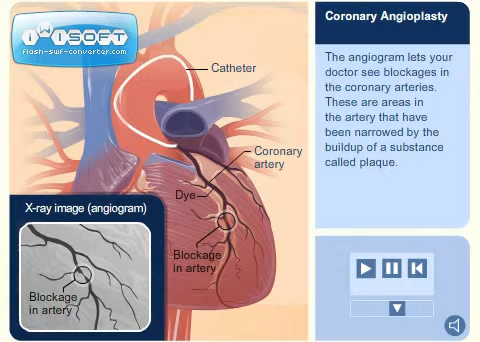 iWiSOFT
flash-swf-converter.com
Catheter
Coronary
artery
Dye
Blockage
in artery
X-ray image (angiogram)
Blockage
in artery
Coronary Angioplasty
The angiogram lets your
doctor see blockages in
the coronary arteries.
These are areas in
the artery that have
been narrowed by the
buildup of a substance
called plaque.